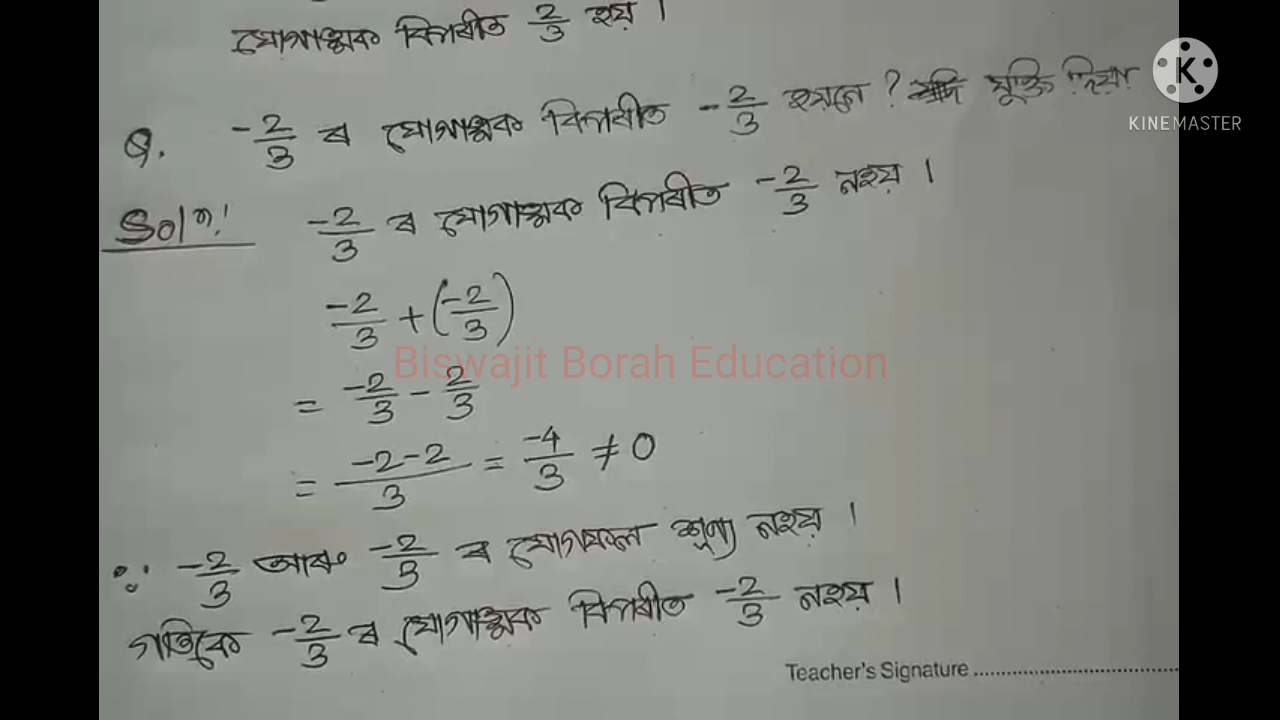 যোগাত্মক বিপৰীত 2/3 হয় ।
Q. -2/3 ৰ যোগাত্মক বিপৰীত -2/3 হয়নে ? যুক্তি দিয়া
KINEMASTER
Solⁿ: -2/3 ৰ যোগাত্মক বিপৰীত -2/3 নহয় ।
-2/3 + (-2/3)
Biswajit Borah Education
= -2/3 - 2/3
= -2-2/3 = -4/3 ≠ 0
∵ -2/3 আৰু -2/3 ৰ যোগফল শূন্য নহয় ।
গতিকে -2/3 ৰ যোগাত্মক বিপৰীত -2/3 নহয় ।
Teacher's Signature ........................................